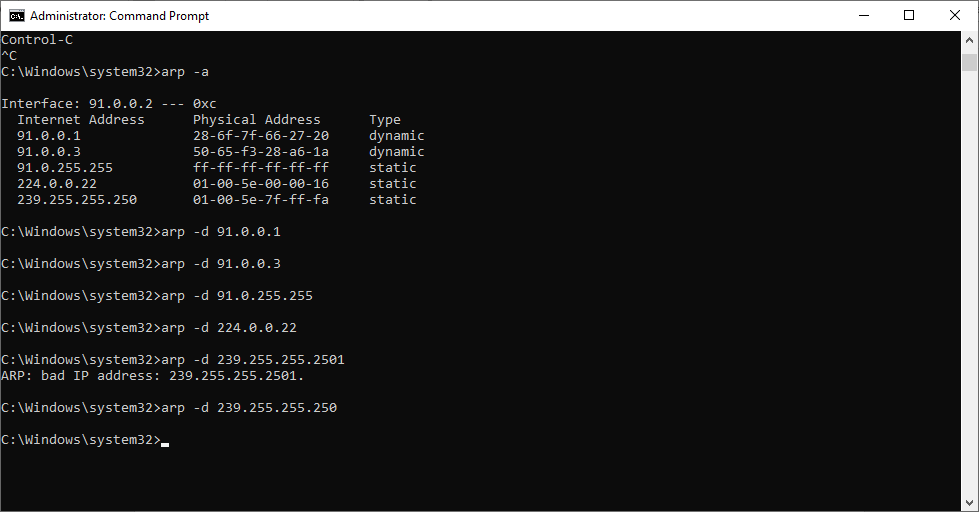 Administrator: Command Prompt
Control-C
^C
C:\Windows\system32>arp -a
Interface: 91.0.0.2 --- 0xc
  Internet Address      Physical Address      Type
  91.0.0.1              28-6f-7f-66-27-20     dynamic
  91.0.0.3              50-65-f3-28-a6-1a     dynamic
  91.0.255.255          ff-ff-ff-ff-ff-ff     static
  224.0.0.22            01-00-5e-00-00-16     static
  239.255.255.250       01-00-5e-7f-ff-fa     static
C:\Windows\system32>arp -d 91.0.0.1
C:\Windows\system32>arp -d 91.0.0.3
C:\Windows\system32>arp -d 91.0.255.255
C:\Windows\system32>arp -d 224.0.0.22
C:\Windows\system32>arp -d 239.255.255.2501
ARP: bad IP address: 239.255.255.2501.
C:\Windows\system32>arp -d 239.255.255.250
C:\Windows\system32>